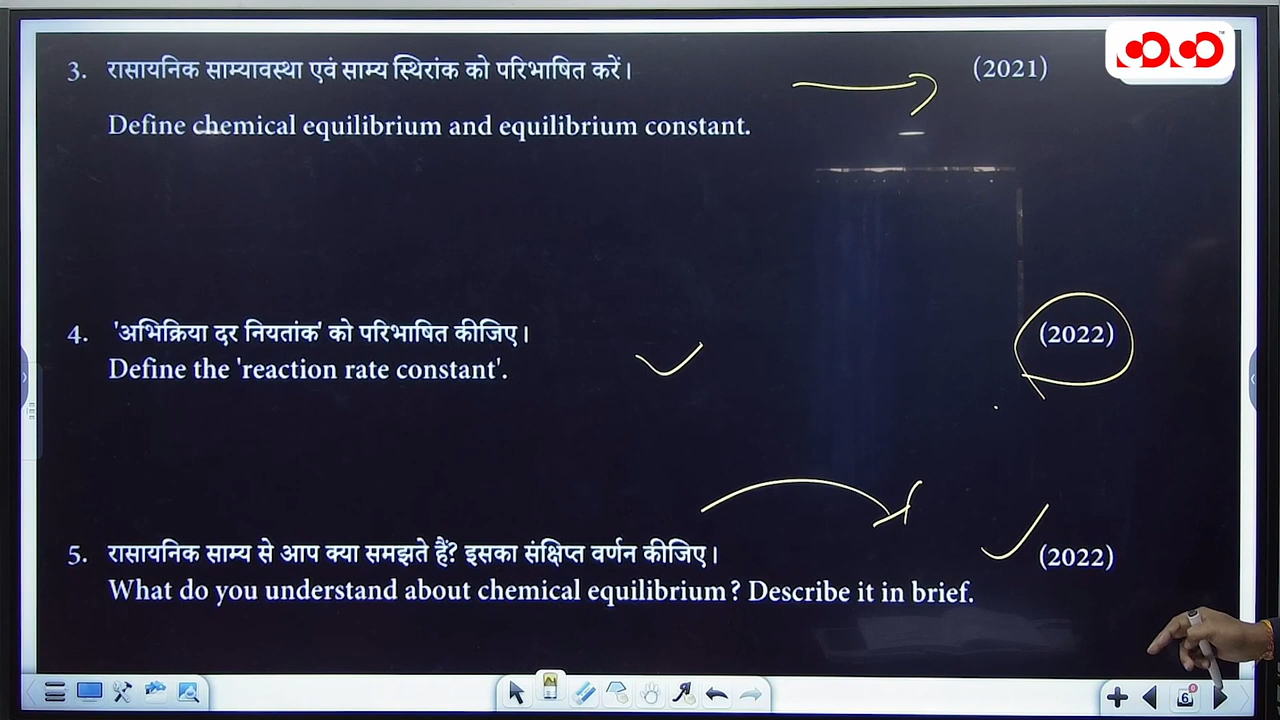 3. रासायनिक साम्यावस्था एवं साम्य स्थिरांक को परिभाषित करें। (2021)
Define chemical equilibrium and equilibrium constant.
4. 'अभिक्रिया दर नियतांक' को परिभाषित कीजिए। (2022)
Define the 'reaction rate constant'.
5. रासायनिक साम्य से आप क्या समझते हैं? इसका संक्षिप्त वर्णन कीजिए। (2022)
What do you understand about chemical equilibrium? Describe it in brief.
6